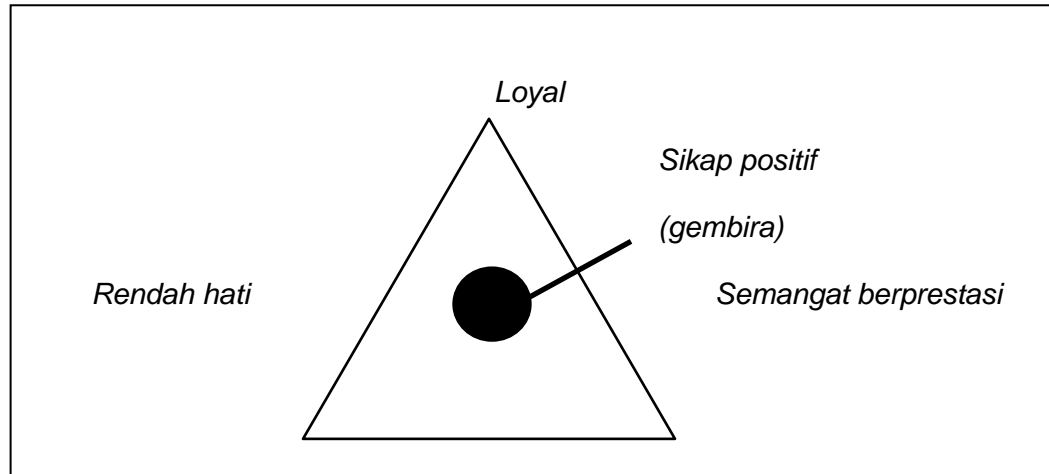 Loyal
Sikap positif
(gembira)
Rendah hati
Semangat berprestasi